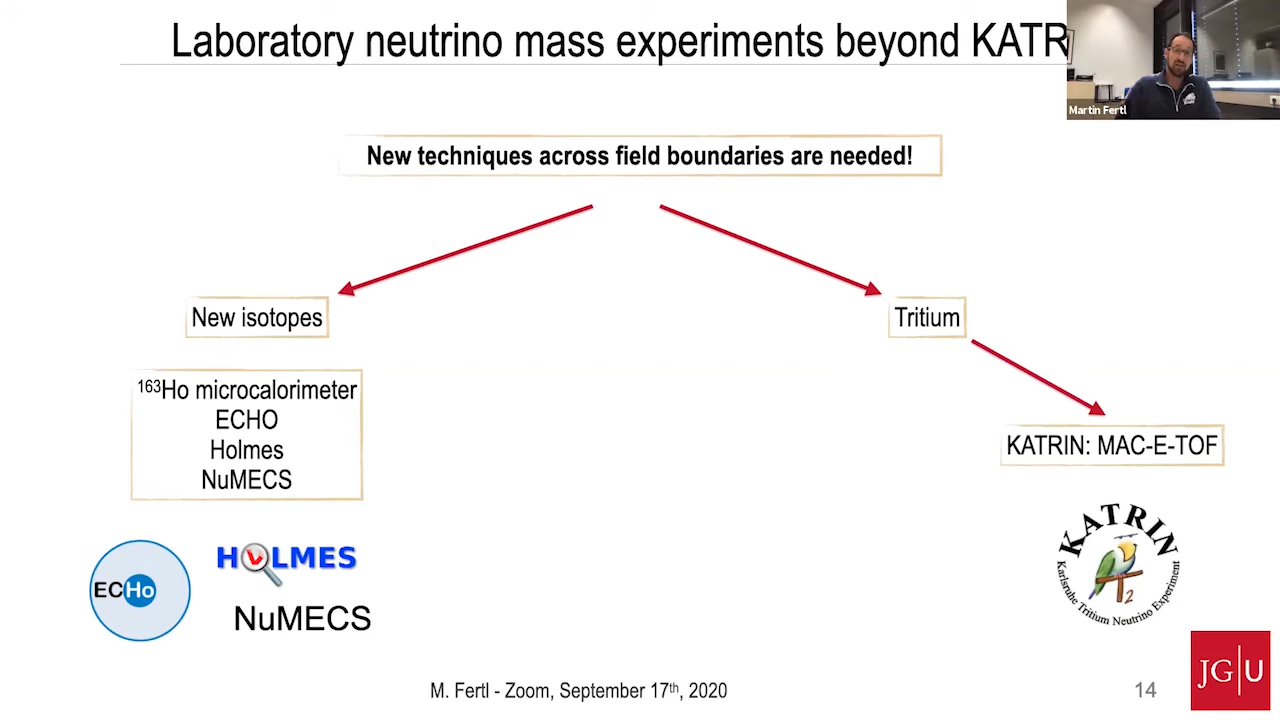 Laboratory neutrino mass experiments beyond KATR
Martin Fertl
New techniques across field boundaries are needed!
New isotopes
Tritium
¹⁶³Ho microcalorimeter
ECHO
Holmes
NuMECS
KATRIN: MAC-E-TOF
ECHo
HOLMES
NuMECS
KATRIN
T2
Karlsruhe Tritium Neutrino Experiment
M. Fertl - Zoom, September 17ᵗʰ, 2020
14
JG|U